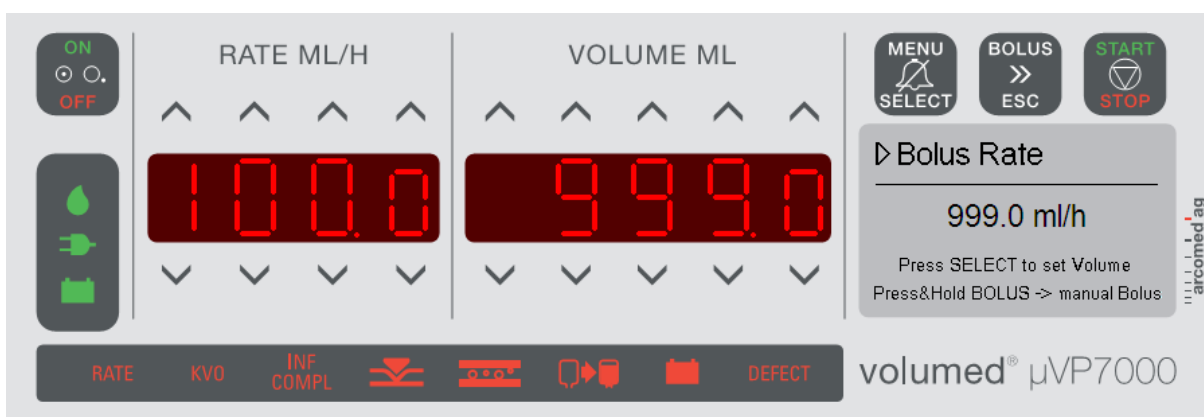 ON
OFF
RATE ML/H
VOLUME ML
MENU
SELECT
BOLUS
ESC
START
STOP
100.0
999.0
Bolus Rate
999.0 ml/h
Press SELECT to set Volume
Press&Hold BOLUS -> manual Bolus
arcomed ag
RATE
KVO
INF
COMPL
DEFECT
volumed® µVP7000